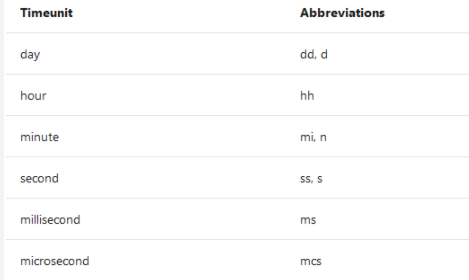 Timeunit Abbreviations
day dd, d
hour hh
minute mi, n
second ss, s
millisecond ms
microsecond mcs